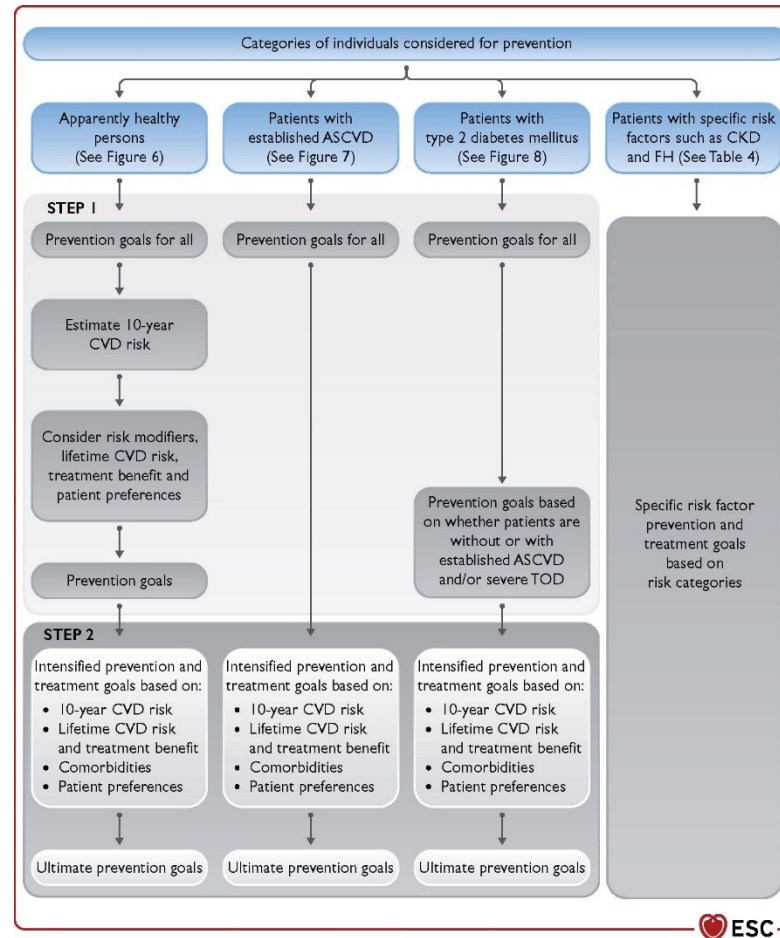 Categories of individuals considered for prevention
Apparently healthy
persons
(See Figure 6)
Patients with
established ASCVD
(See Figure 7)
Patients with
type 2 diabetes mellitus
(See Figure 8)
Patients with specific risk
factors such as CKD
and FH (See Table 4)
STEP 1
Prevention goals for all
Prevention goals for all
Prevention goals for all
Estimate 10-year
CVD risk
Consider risk modifiers,
lifetime CVD risk,
treatment benefit and
patient preferences
Prevention goals
Prevention goals based
on whether patients are
without or with
established ASCVD
and/or severe TOD
Specific risk factor
prevention and
treatment goals
based on
risk categories
STEP 2
Intensified prevention and
treatment goals based on:
• 10-year CVD risk
• Lifetime CVD risk
and treatment benefit
• Comorbidities
• Patient preferences
Intensified prevention and
treatment goals based on:
• 10-year CVD risk
• Lifetime CVD risk
and treatment benefit
• Comorbidities
• Patient preferences
Intensified prevention and
treatment goals based on:
• 10-year CVD risk
• Lifetime CVD risk
and treatment benefit
• Comorbidities
• Patient preferences
Ultimate prevention goals
Ultimate prevention goals
Ultimate prevention goals
ESC